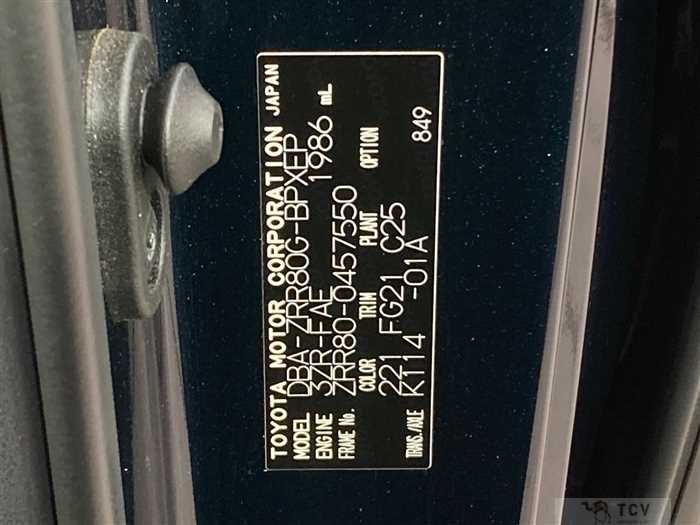 TOYOTA MOTOR CORPORATION JAPAN
MODEL DBA-ZRR80G-BPXEP
ENGINE 3ZR-FAE 1986 mL
FRAME No. ZRR80-0457550
COLOR TRIM PLANT OPTION
221 FG21 C25 849
TRANS./AXLE K114 -01A
TCV